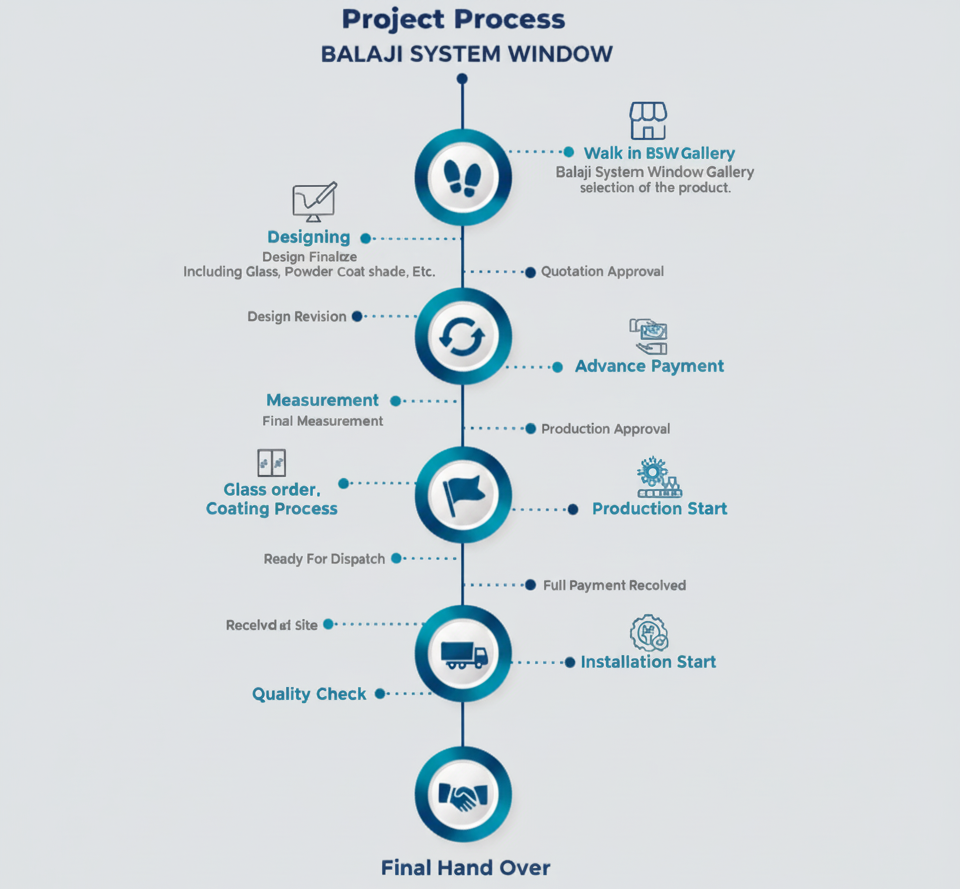 Project Process
BALAJI SYSTEM WINDOW
Walk in BSW Gallery
Balaji System Window Gallery
selection of the product.
Designing
Design Finalize
Including Glass, Powder Coat shade, Etc.
Quotation Approval
Design Revision
Advance Payment
Measurement
Final Measurement
Production Approval
Glass order,
Coating Process
Production Start
Ready For Dispatch
Full Payment Recolved
Recelvd at Site
Installation Start
Quality Check
Final Hand Over